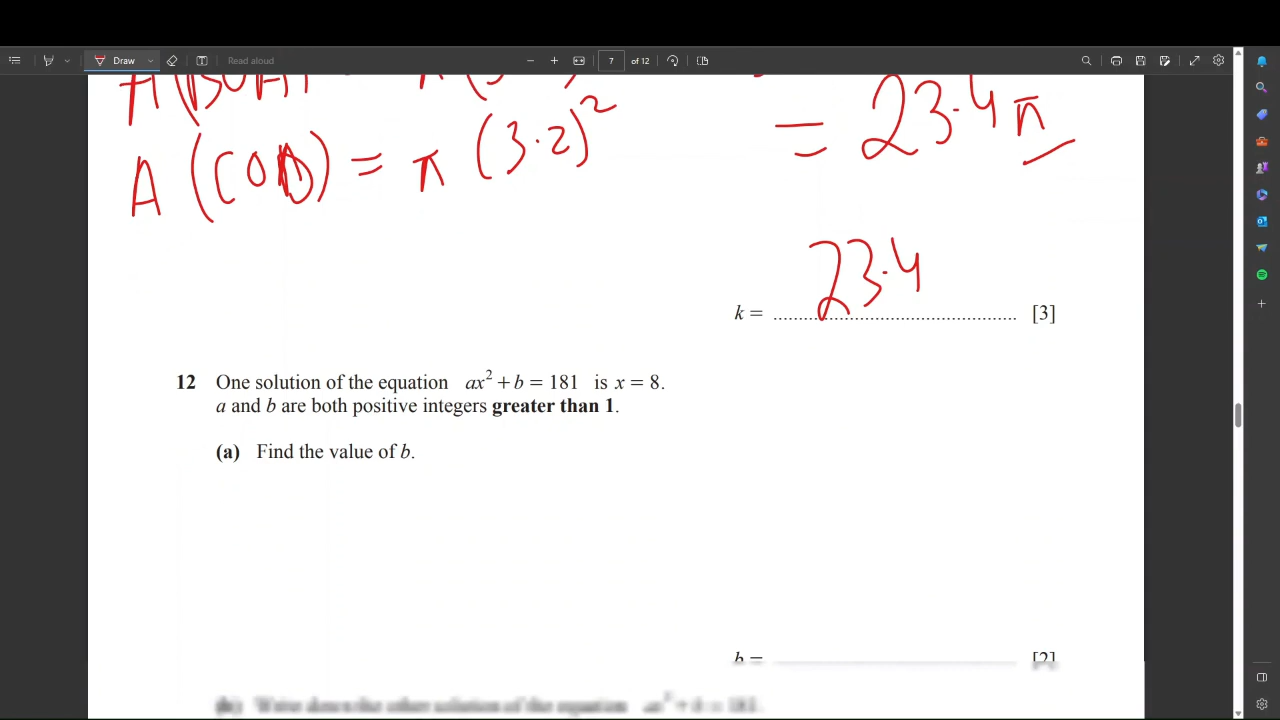 Draw
Read aloud
7 of 12
A (COD) = π (3.2)²
= 23.4 π
23.4
k = ................................................ [3]
12 One solution of the equation ax² + b = 181 is x = 8.
a and b are both positive integers greater than 1.
(a) Find the value of b.
b = ................................................ [2]